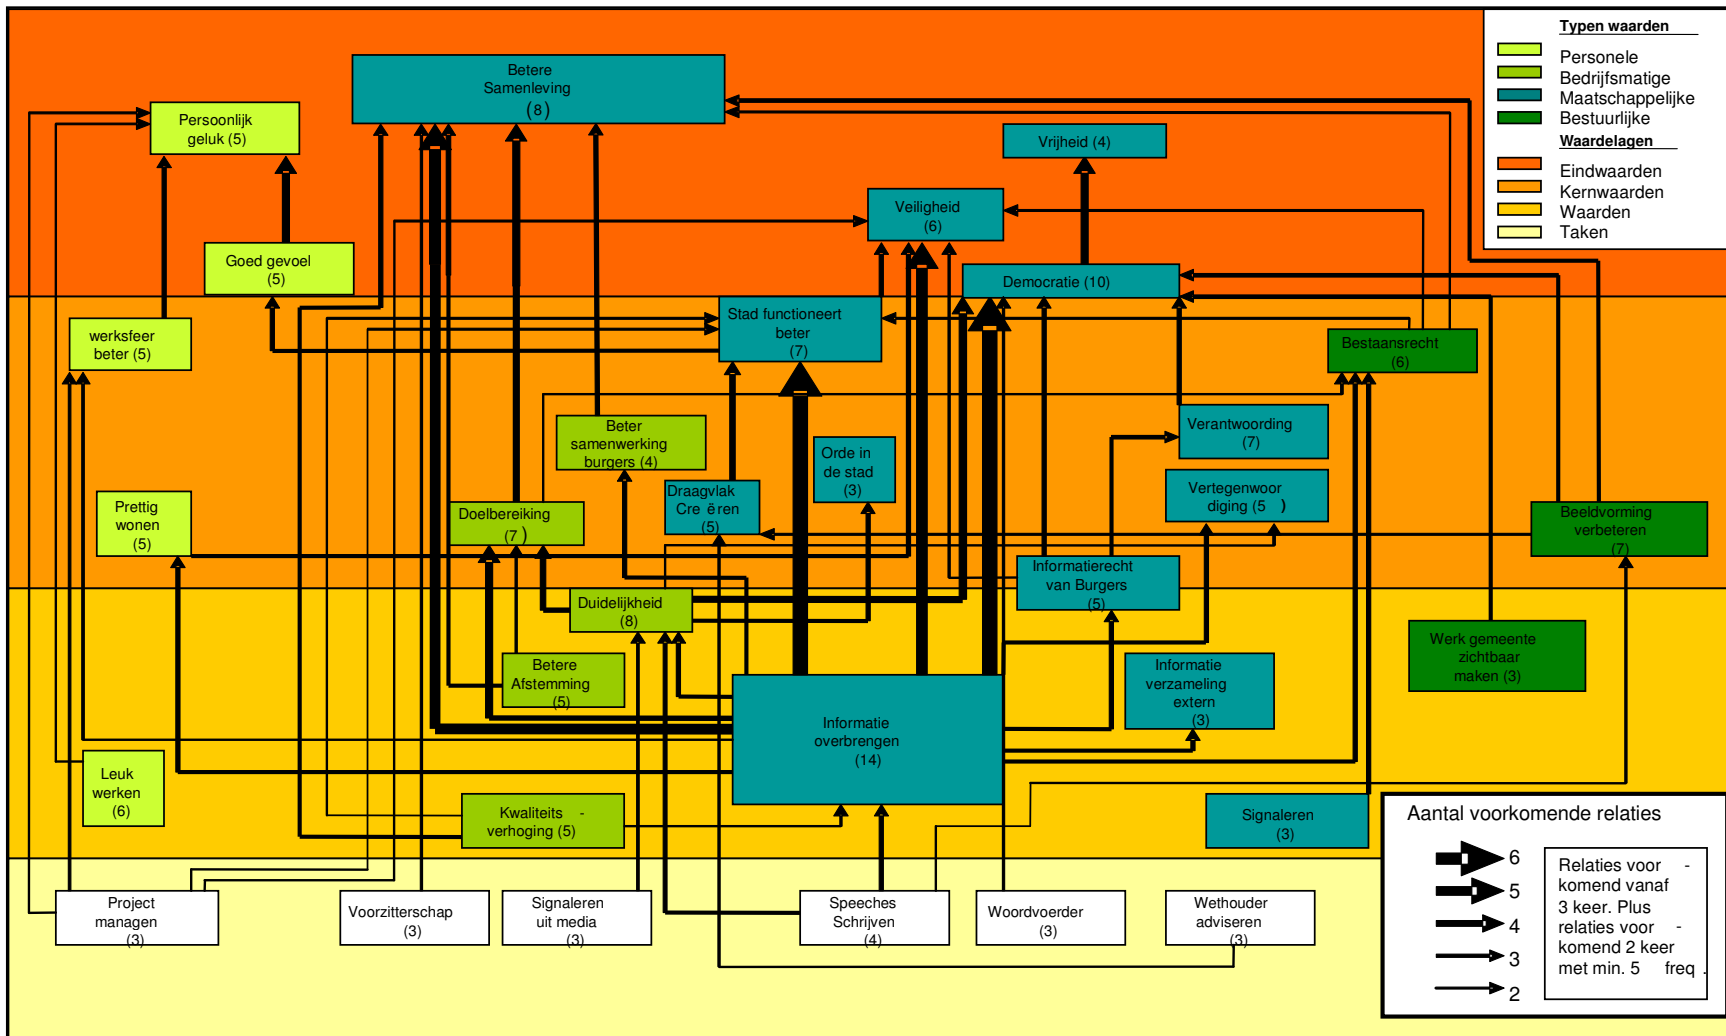 Typen waarden
Personele
Bedrijfsmatige
Maatschappelijke
Bestuurlijke
Waardelagen
Eindwaarden
Kernwaarden
Waarden
Taken
Betere
Samenleving
(8)
Persoonlijk
geluk (5)
Vrijheid (4)
Veiligheid
(6)
Goed gevoel
(5)
Democratie (10)
Stad functioneert
beter
(7)
werksfeer
beter (5)
Bestaansrecht
(6)
Beter
samenwerking
burgers (4)
Verantwoording
(7)
Orde in
de stad
(3)
Draagvlak
Cre ëren
(5)
Vertegenwoor
diging (5 )
Prettig
wonen
(5)
Doelbereiking
(7)
Beeldvorming
verbeteren
(7)
Informatierecht
van Burgers
(5)
Duidelijkheid
(8)
Werk gemeente
zichtbaar
maken (3)
Betere
Afstemming
(5)
Informatie
verzameling
extern
(3)
Informatie
overbrengen
(14)
Leuk
werken
(6)
Kwaliteits -
verhoging (5)
Signaleren
(3)
Project
managen
(3)
Voorzitterschap
(3)
Signaleren
uit media
(3)
Speeches
Schrijven
(4)
Woordvoerder
(3)
Wethouder
adviseren
(3)
Aantal voorkomende relaties
6
5
4
3
2
Relaties voor -
komend vanaf
3 keer. Plus
relaties voor -
komend 2 keer
met min. 5 freq .